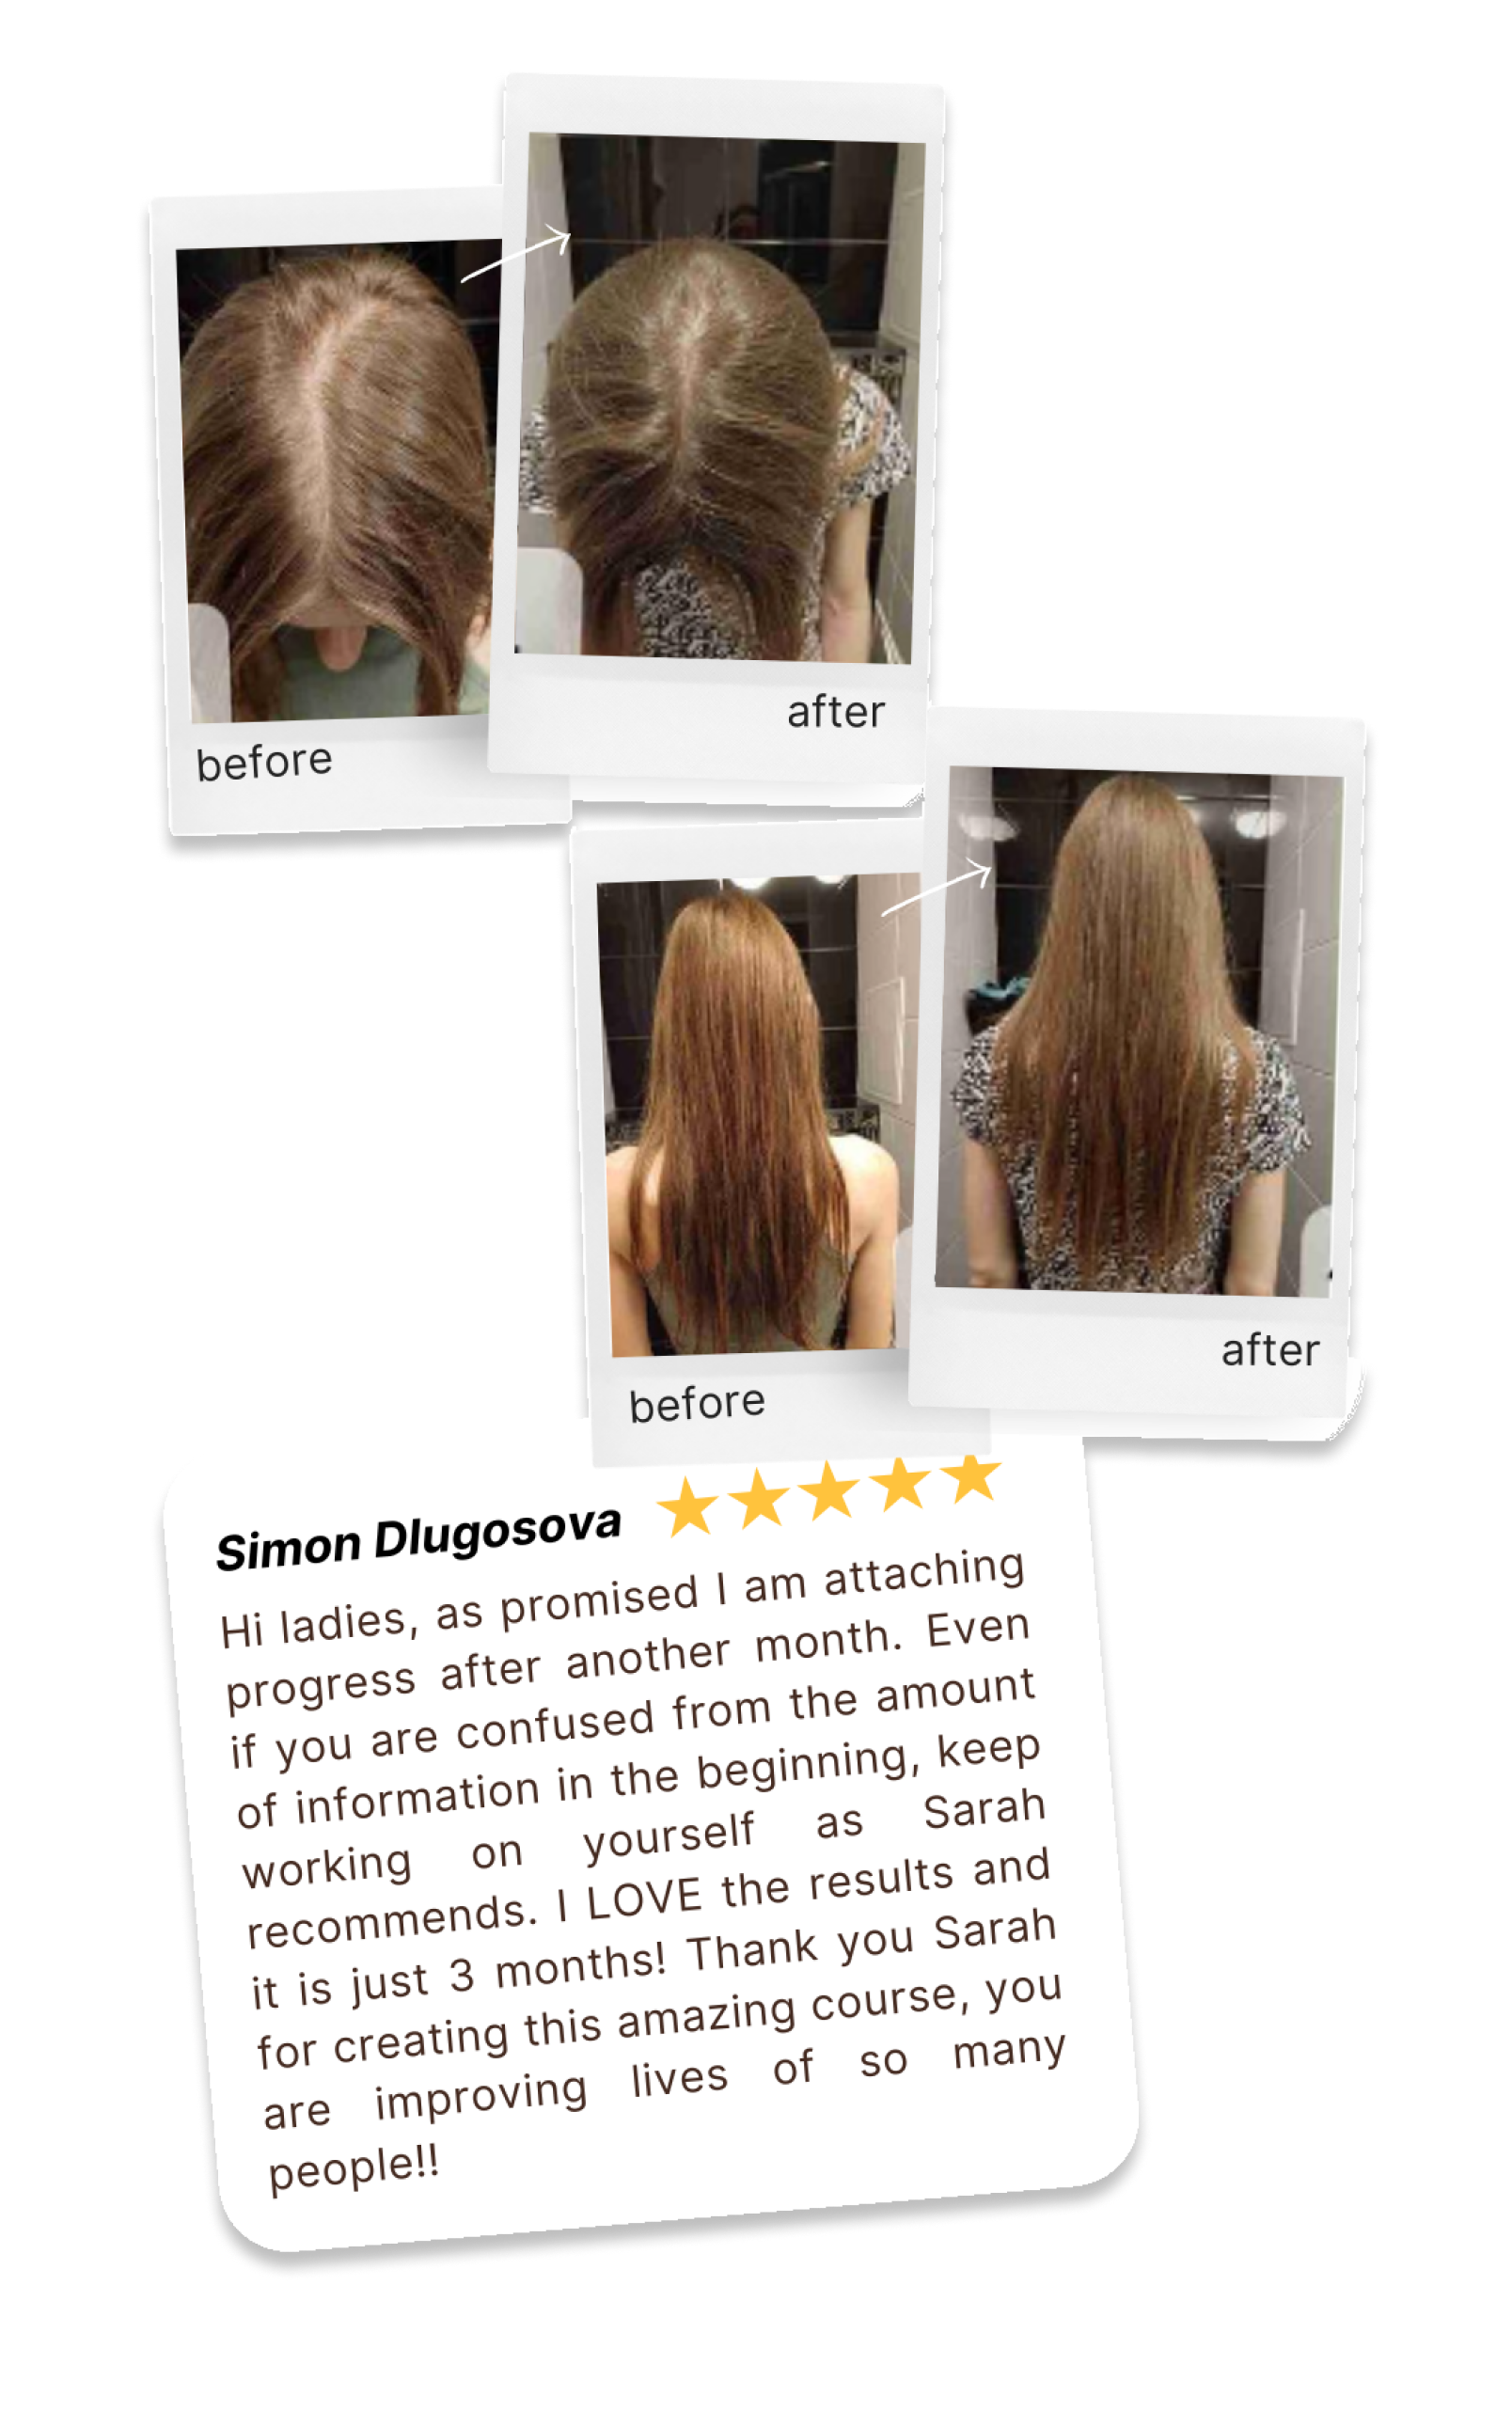 before
after
before
after
Simon Dlugosova
Hi ladies, as promised I am attaching
progress after another month. Even
if you are confused from the amount
of information in the beginning, keep
working on yourself as Sarah
recommends. I LOVE the results and
it is just 3 months! Thank you Sarah
for creating this amazing course, you
are improving lives of so many
people!!